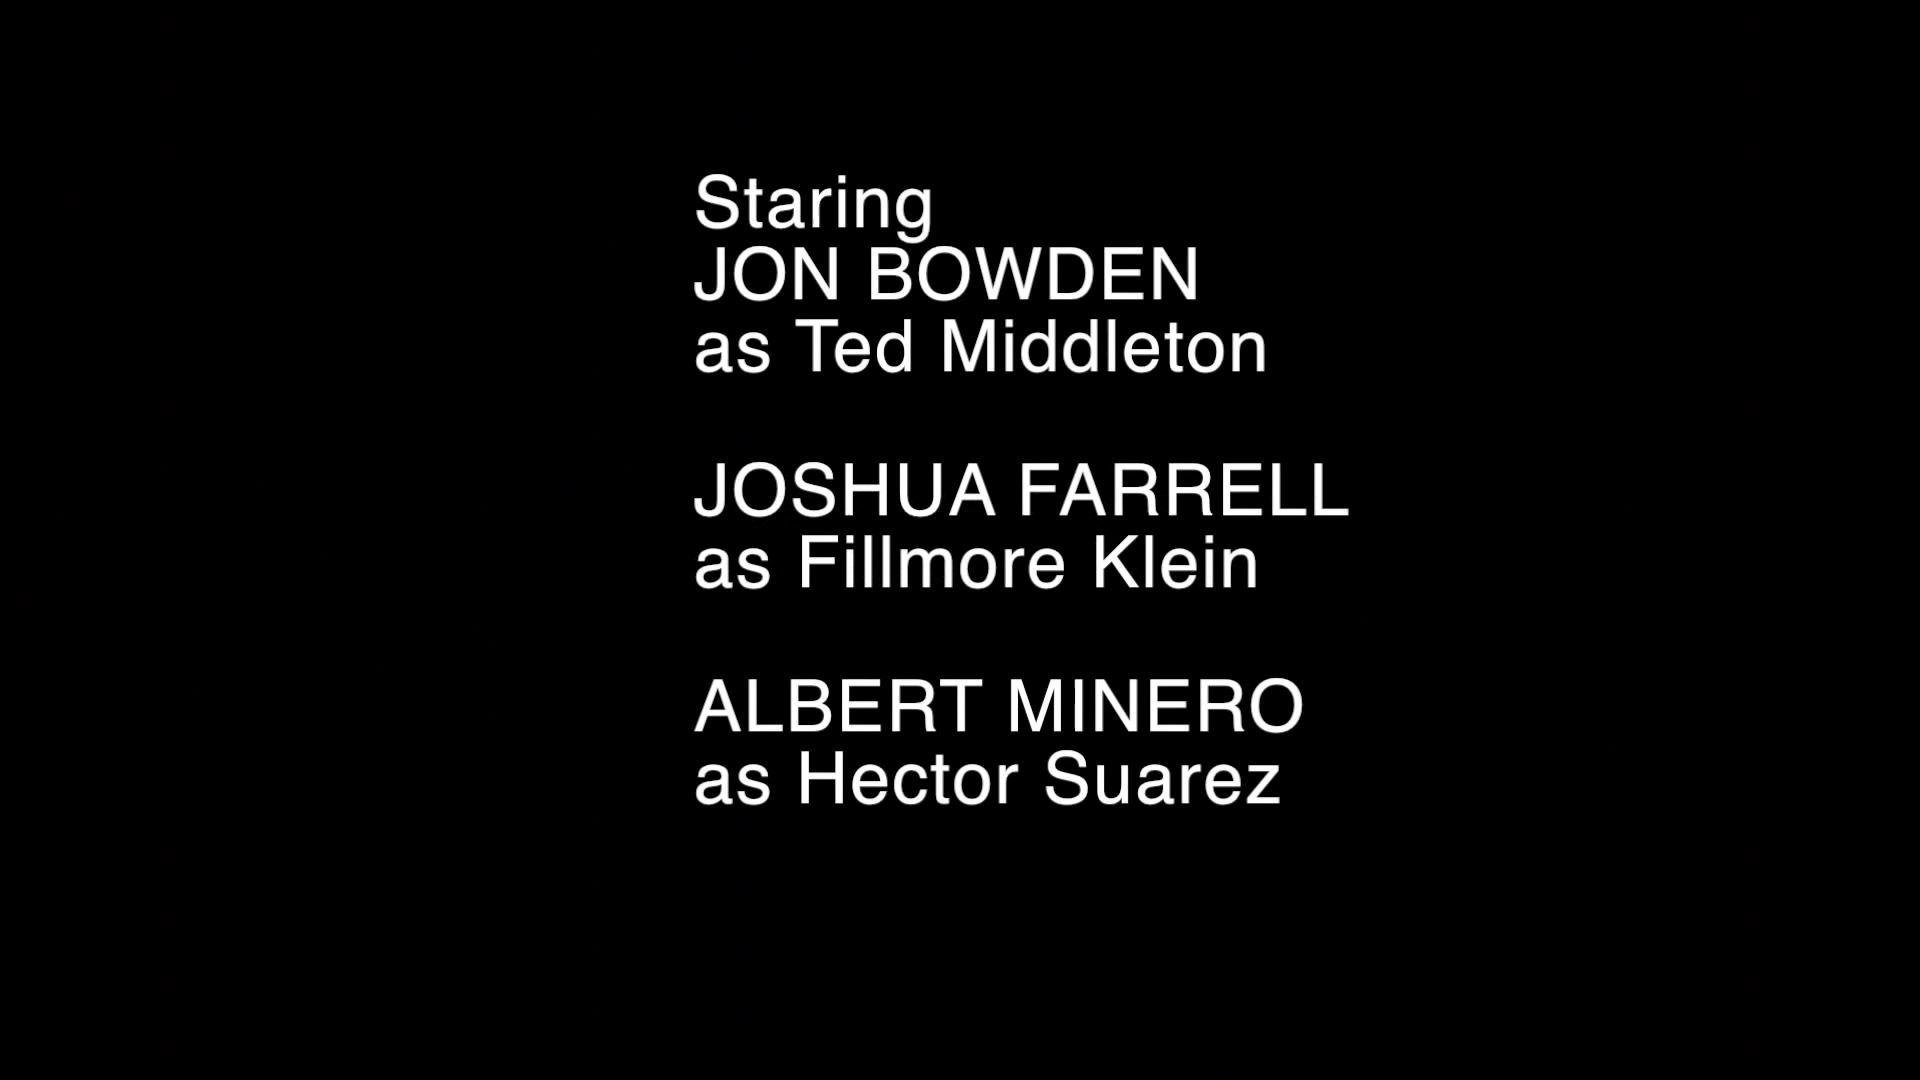 Staring
JON BOWDEN
as Ted Middleton
JOSHUA FARRELL
as Fillmore Klein
ALBERT MINERO
as Hector Suarez